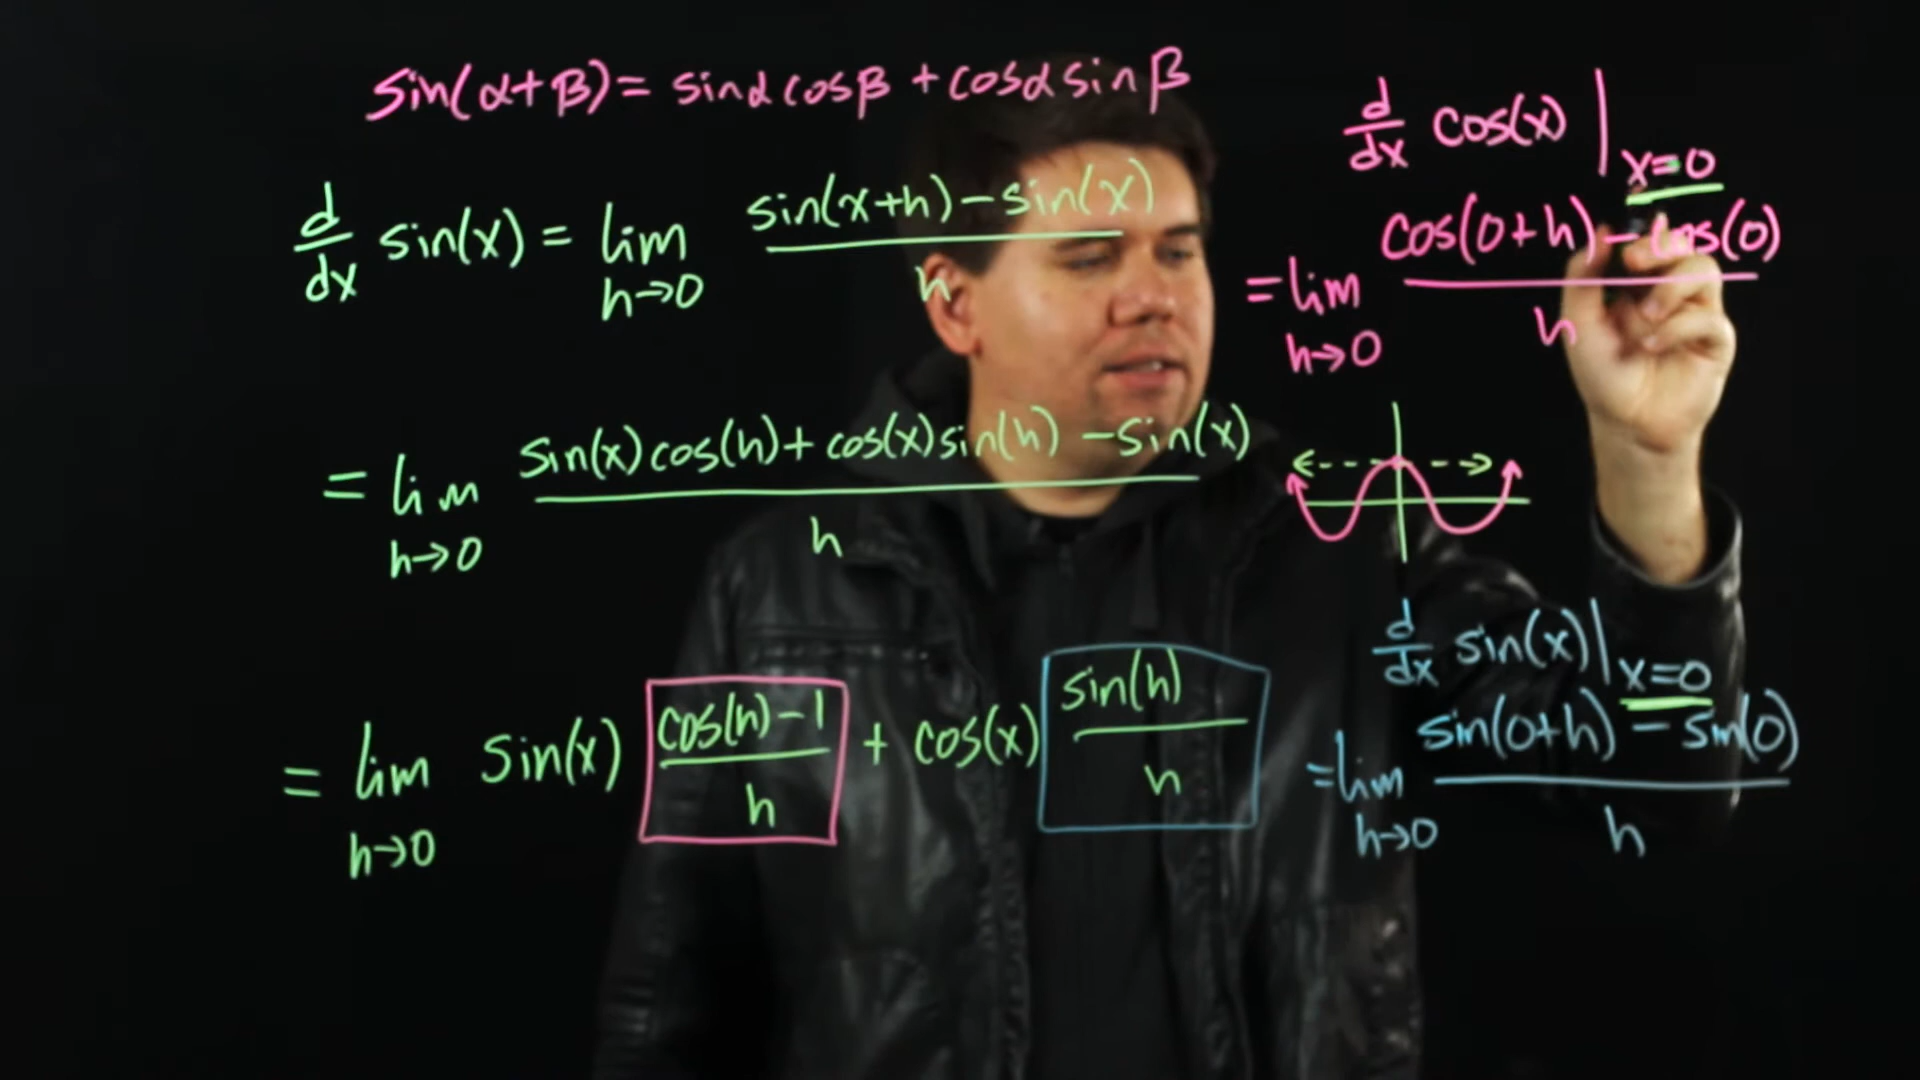 sin(α+β)= sinα cosβ + cosα sinβ
d/dx sin(x) = lim h→0 (sin(x+h) - sin(x))/h
= lim h→0 (sin(x)cos(h)+ cos(x)sin(h) - sin(x))/h
= lim h→0 sin(x) (cos(h)-1)/h + cos(x) sin(h)/h
d/dx cos(x) | x=0
= lim h→0 (cos(0+h) - cos(0))/h
d/dx sin(x) | x=0
= lim h→0 (sin(0+h) - sin(0))/h